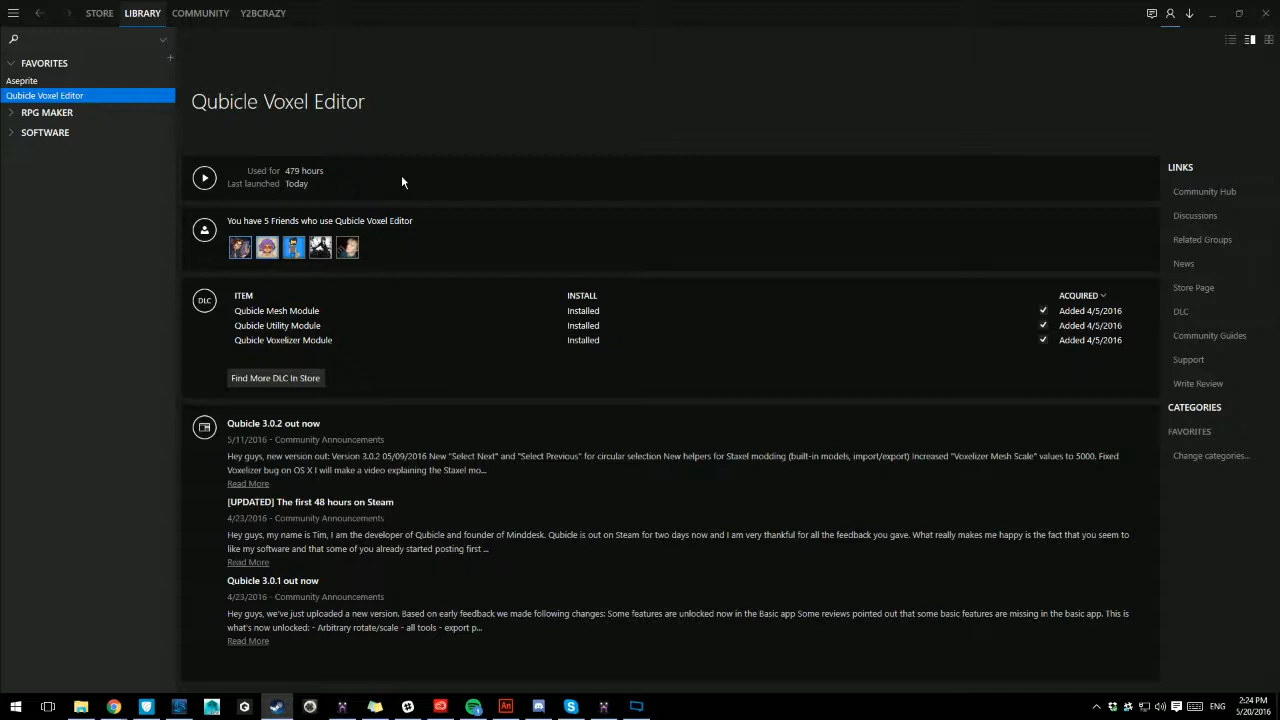 STORE LIBRARY COMMUNITY Y2BCRAZY
FAVORITES
Aseprite
Qubicle Voxel Editor
RPG MAKER
SOFTWARE
Qubicle Voxel Editor
Used for 479 hours
Last launched Today
You have 5 Friends who use Qubicle Voxel Editor
DLC
ITEM INSTALL ACQUIRED
Qubicle Mesh Module Installed Added 4/5/2016
Qubicle Utility Module Installed Added 4/5/2016
Qubicle Voxelizer Module Installed Added 4/5/2016
Find More DLC In Store
Qubicle 3.0.2 out now
5/11/2016 - Community Announcements
Hey guys, new version out: Version 3.0.2 05/09/2016 New "Select Next" and "Select Previous" for circular selection New helpers for Staxel modding (built-in models, import/export) Increased "Voxelizer Mesh Scale" values to 5000. Fixed
Voxelizer bug on OS X I will make a video explaining the Staxel mo...
Read More
[UPDATED] The first 48 hours on Steam
4/23/2016 - Community Announcements
Hey guys, my name is Tim, I am the developer of Qubicle and founder of Minddesk. Qubicle is out on Steam for two days now and I am very thankful for all the feedback you gave. What really makes me happy is the fact that you seem to
like my software and that some of you already started posting first ...
Read More
Qubicle 3.0.1 out now
4/23/2016 - Community Announcements
Hey guys, we've just uploaded a new version. Based on early feedback we made following changes: Some features are unlocked now in the Basic app Some reviews pointed out that some basic features are missing in the basic app. This is
what's now unlocked: - Arbitrary rotate/scale - all tools - export p...
Read More
LINKS
Community Hub
Discussions
Related Groups
News
Store Page
DLC
Community Guides
Support
Write Review
CATEGORIES
FAVORITES
Change categories...
An
ENG
2:24 PM
5/20/2016